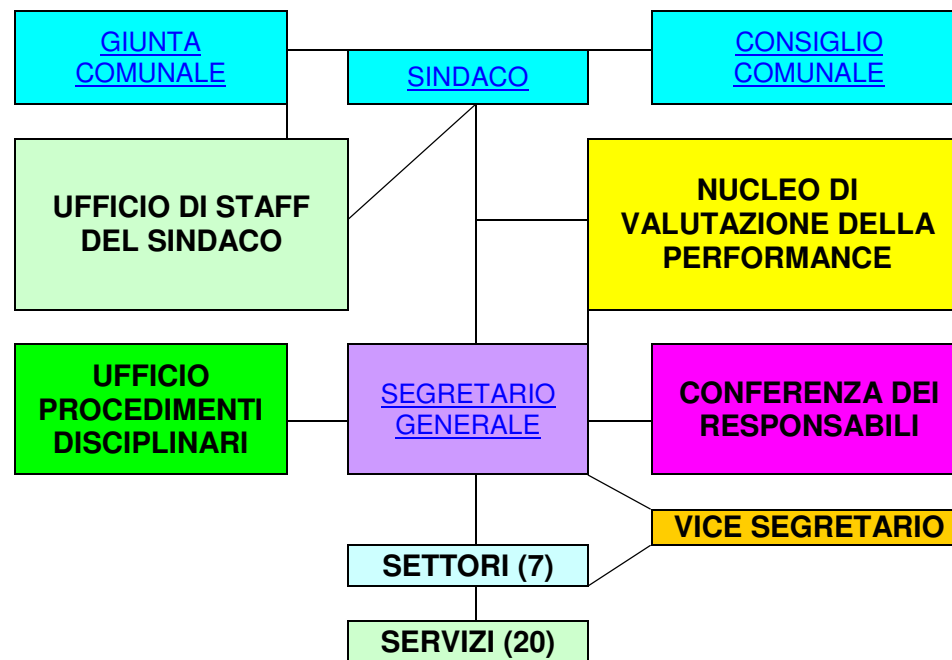 GIUNTA
COMUNALE
SINDACO
CONSIGLIO
COMUNALE
UFFICIO DI STAFF
DEL SINDACO
NUCLEO DI
VALUTAZIONE DELLA
PERFORMANCE
UFFICIO
PROCEDIMENTI
DISCIPLINARI
SEGRETARIO
GENERALE
CONFERENZA DEI
RESPONSABILI
VICE SEGRETARIO
SETTORI (7)
SERVIZI (20)